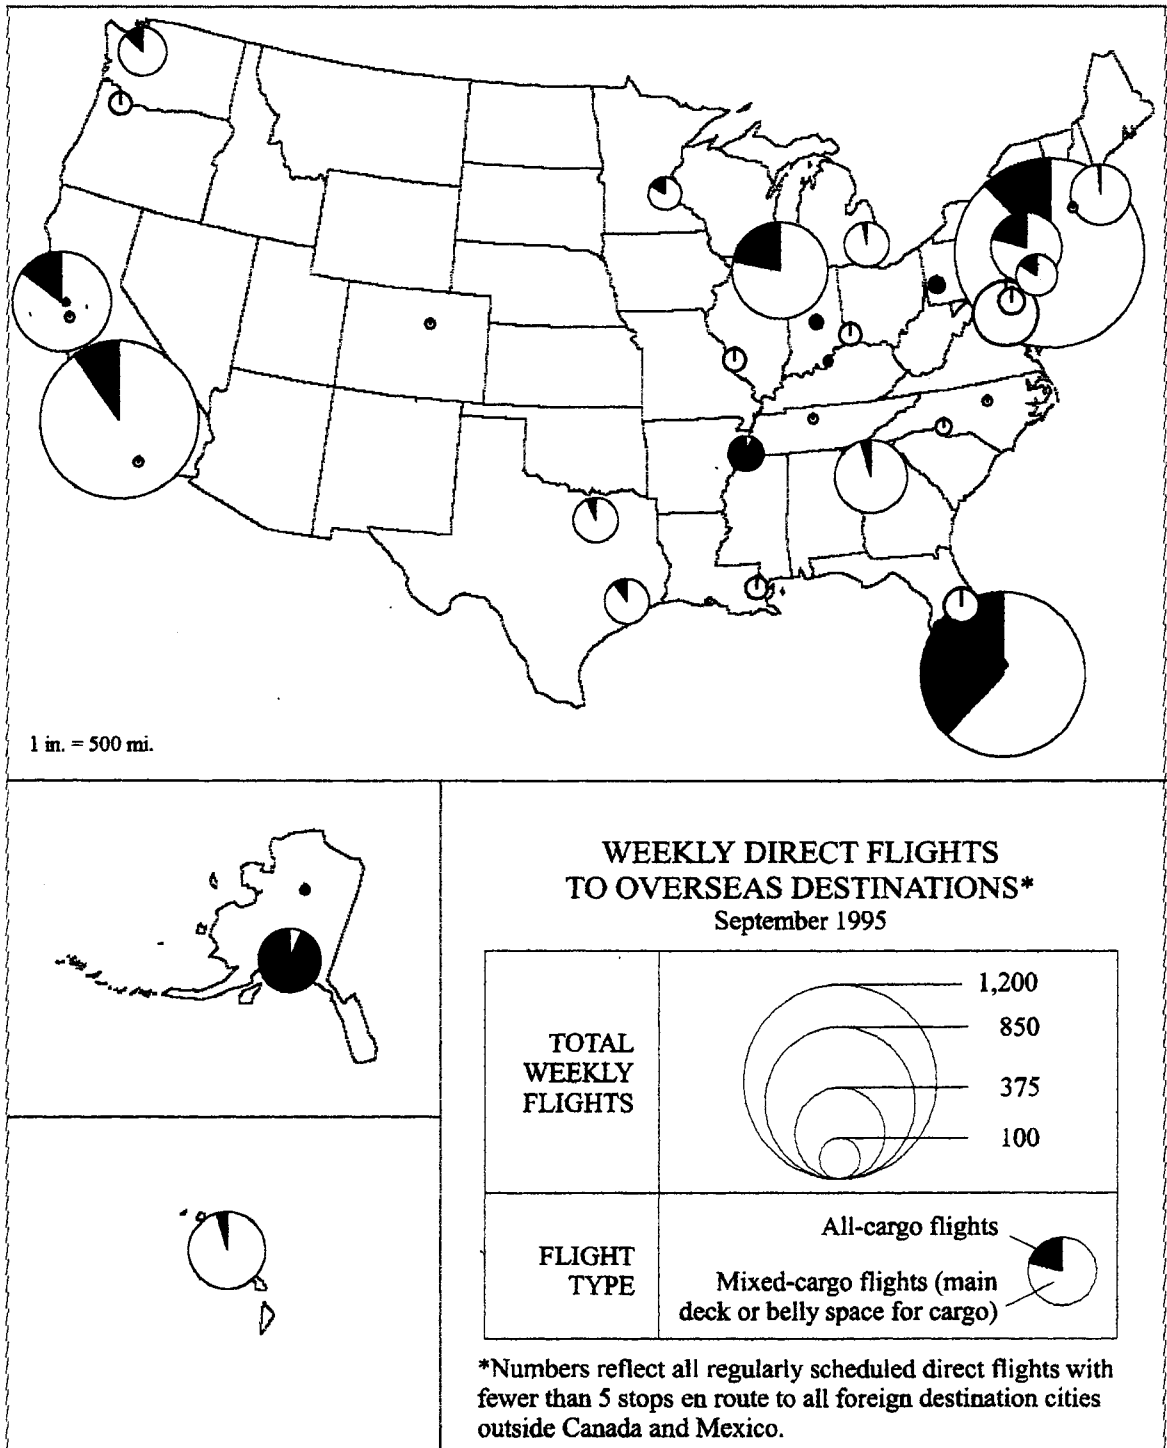 1 in. = 500 mi.
WEEKLY DIRECT FLIGHTS
TO OVERSEAS DESTINATIONS*
September 1995
TOTAL
WEEKLY
FLIGHTS
1,200
850
375
100
FLIGHT
TYPE
All-cargo flights
Mixed-cargo flights (main
deck or belly space for cargo)
*Numbers reflect all regularly scheduled direct flights with
fewer than 5 stops en route to all foreign destination cities
outside Canada and Mexico.